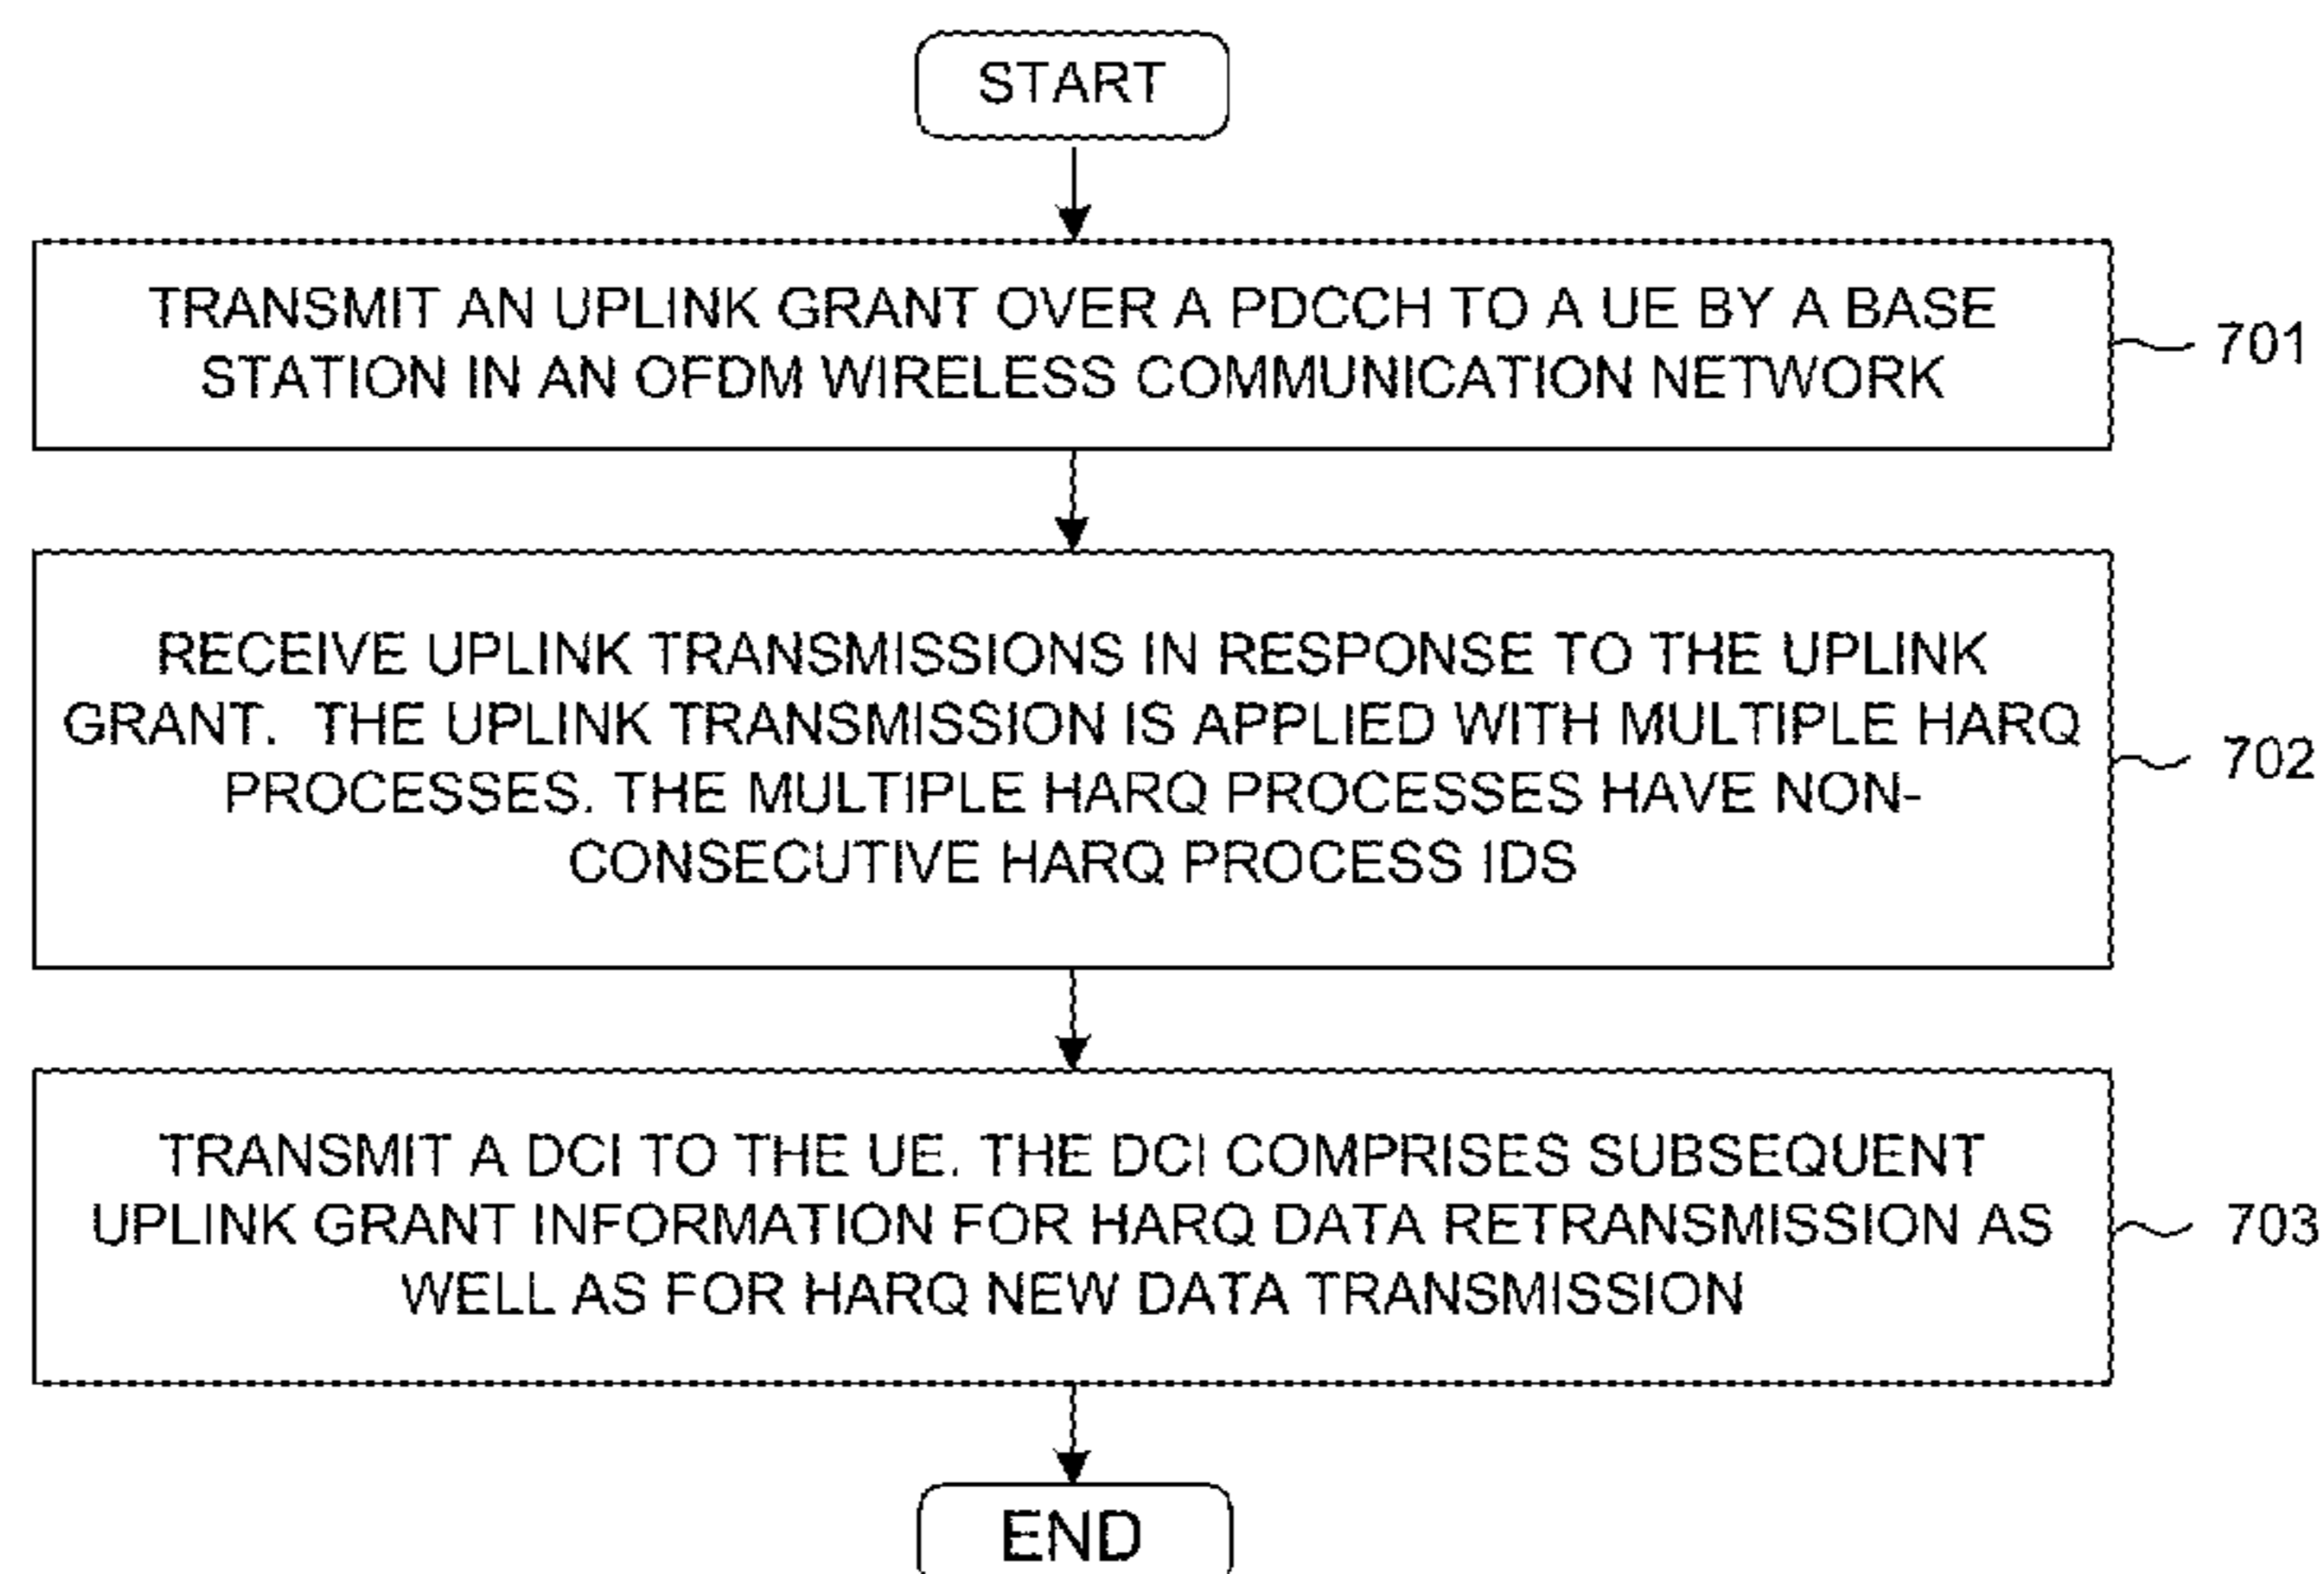 START
TRANSMIT AN UPLINK GRANT OVER A PDCCH TO A UE BY A BASE
STATION IN AN OFDM WIRELESS COMMUNICATION NETWORK
701
RECEIVE UPLINK TRANSMISSIONS IN RESPONSE TO THE UPLINK
GRANT. THE UPLINK TRANSMISSION IS APPLIED WITH MULTIPLE HARQ
PROCESSES. THE MULTIPLE HARQ PROCESSES HAVE NON-
CONSECUTIVE HARQ PROCESS IDS
702
TRANSMIT A DCI TO THE UE. THE DCI COMPRISES SUBSEQUENT
UPLINK GRANT INFORMATION FOR HARQ DATA RETRANSMISSION AS
WELL AS FOR HARQ NEW DATA TRANSMISSION
703
END